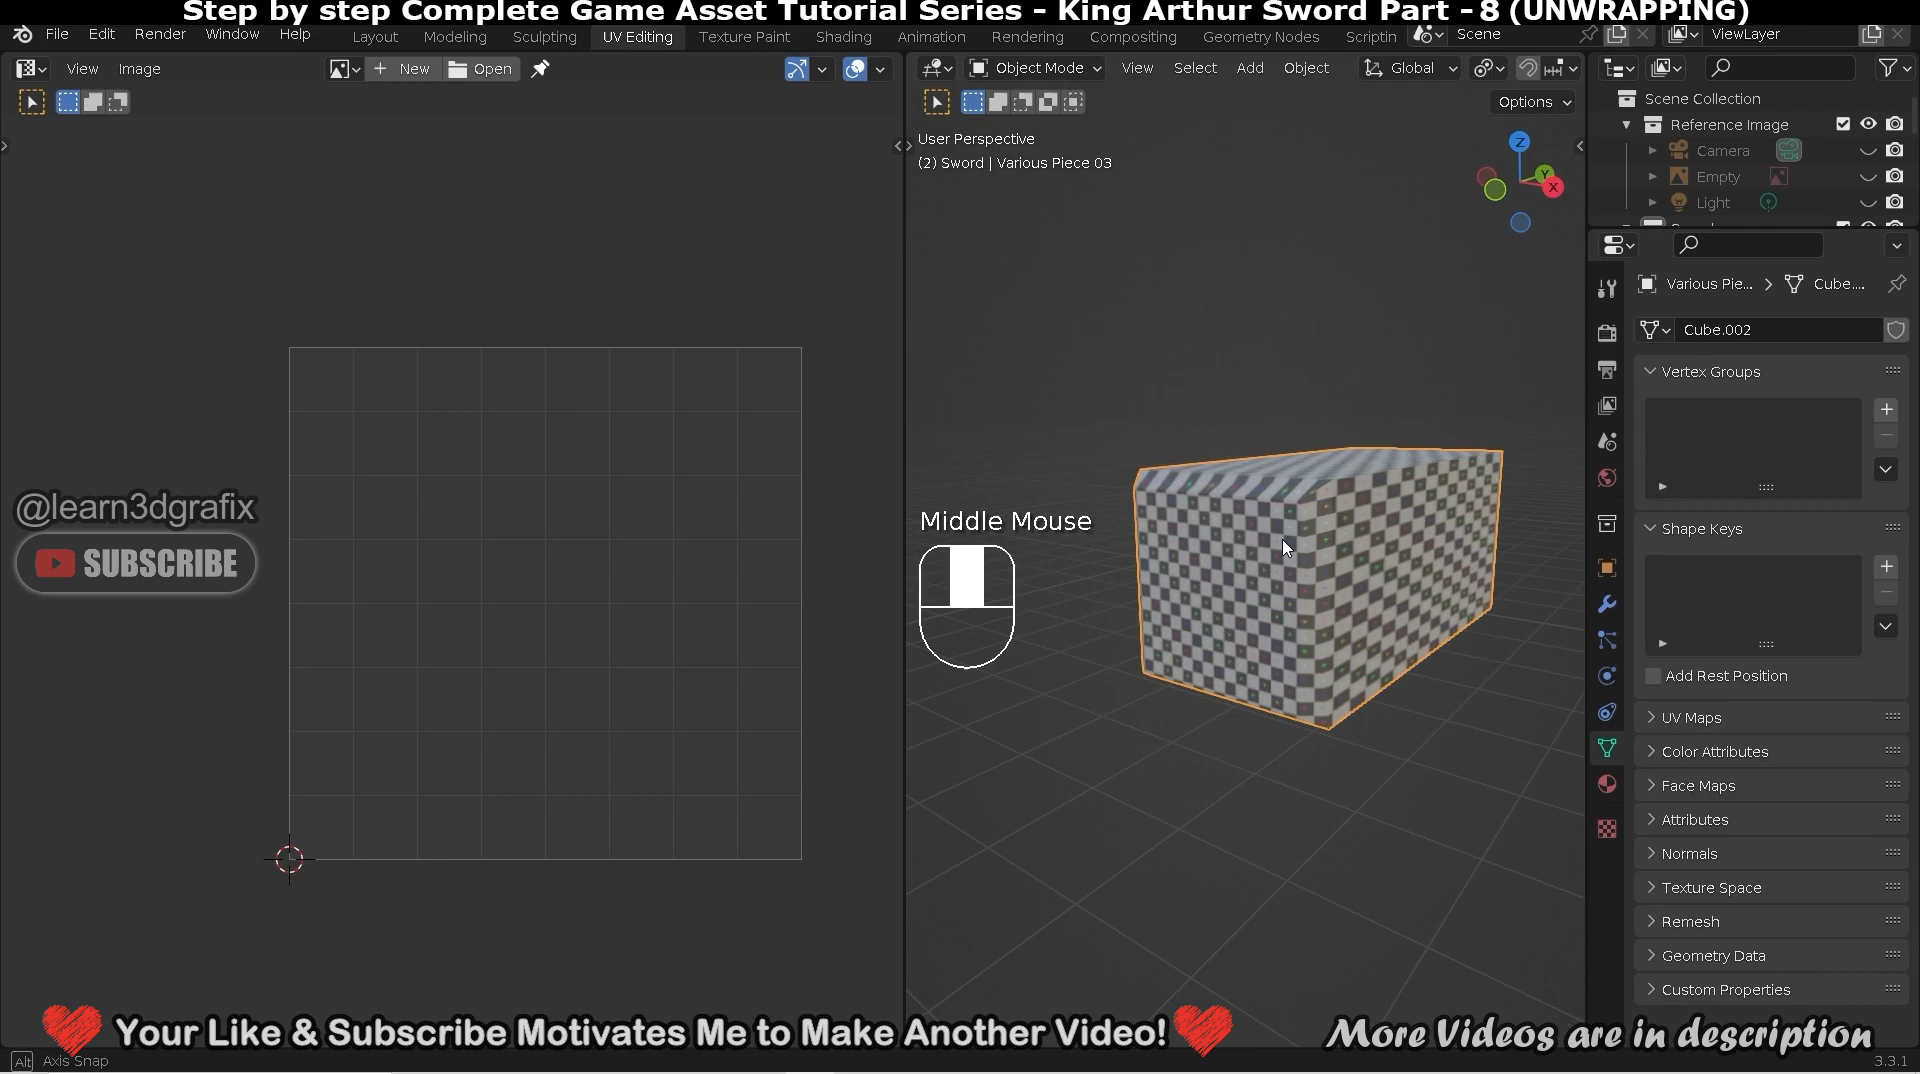 Step by step Complete Game Asset Tutorial Series - King Arthur Sword Part - 8 (UNWRAPPING)
File Edit Render Window Help Layout Modeling Sculpting UV Editing Texture Paint Shading Animation Rendering Compositing Geometry Nodes Scriptin Scene ViewLayer
View Image New Open Object Mode View Select Add Object Global
Options
Scene Collection
Reference Image
Camera
Empty
Light
User Perspective
(2) Sword | Various Piece 03
Z
Y
X
Various Pie... Cube....
Cube.002
Vertex Groups
Shape Keys
Add Rest Position
UV Maps
Color Attributes
Face Maps
Attributes
Normals
Texture Space
Remesh
Geometry Data
Custom Properties
@learn3dgrafix
SUBSCRIBE
Middle Mouse
Your Like & Subscribe Motivates Me to Make Another Video! More Videos are in description
Alt Axis Snap 3.3.1